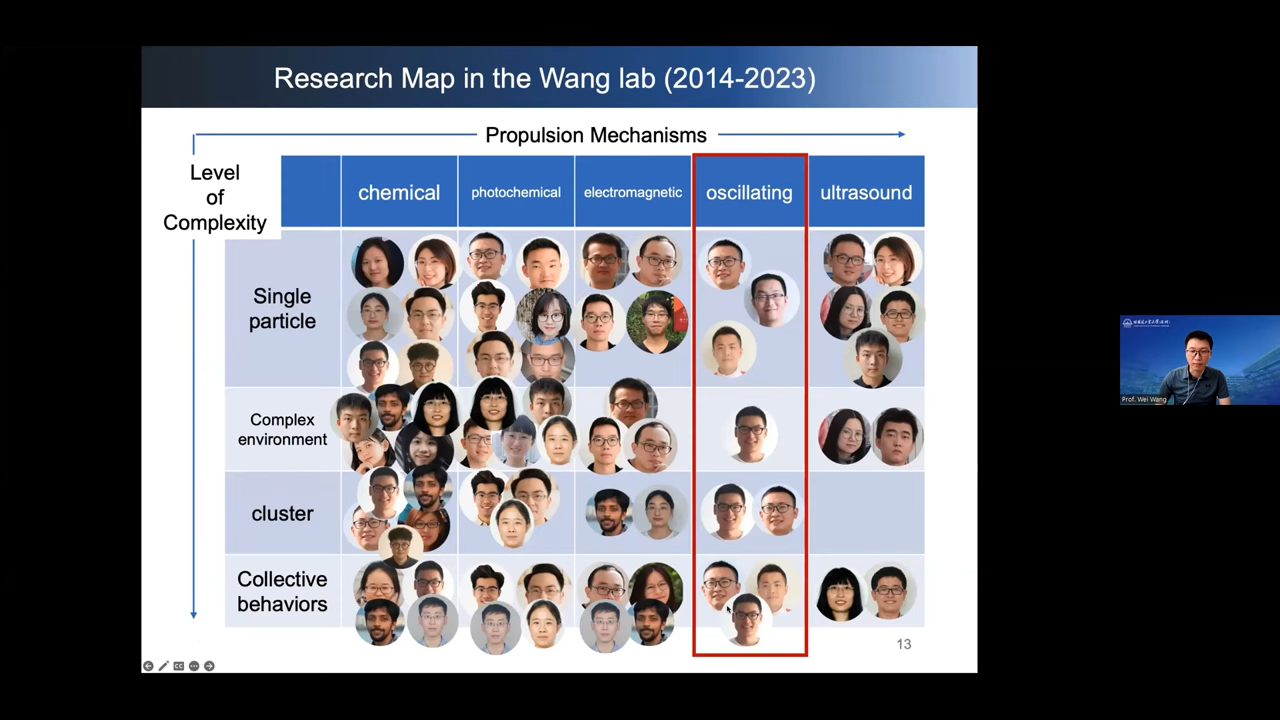 Research Map in the Wang lab (2014-2023)
Propulsion Mechanisms
Level
of
Complexity
chemical
photochemical
electromagnetic
oscillating
ultrasound
Single
particle
Complex
environment
cluster
Collective
behaviors
13
Prof. Wei Wang